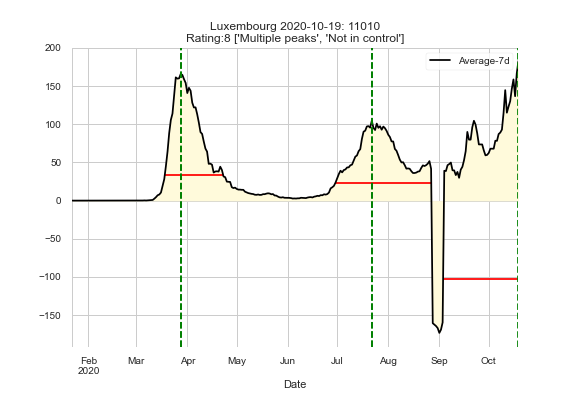 Luxembourg 2020-10-19: 11010
Rating:8 ['Multiple peaks', 'Not in control']
Average-7d
200
150
100
50
0
−50
−100
−150
Feb Mar Apr May Jun Jul Aug Sep Oct
2020
Date